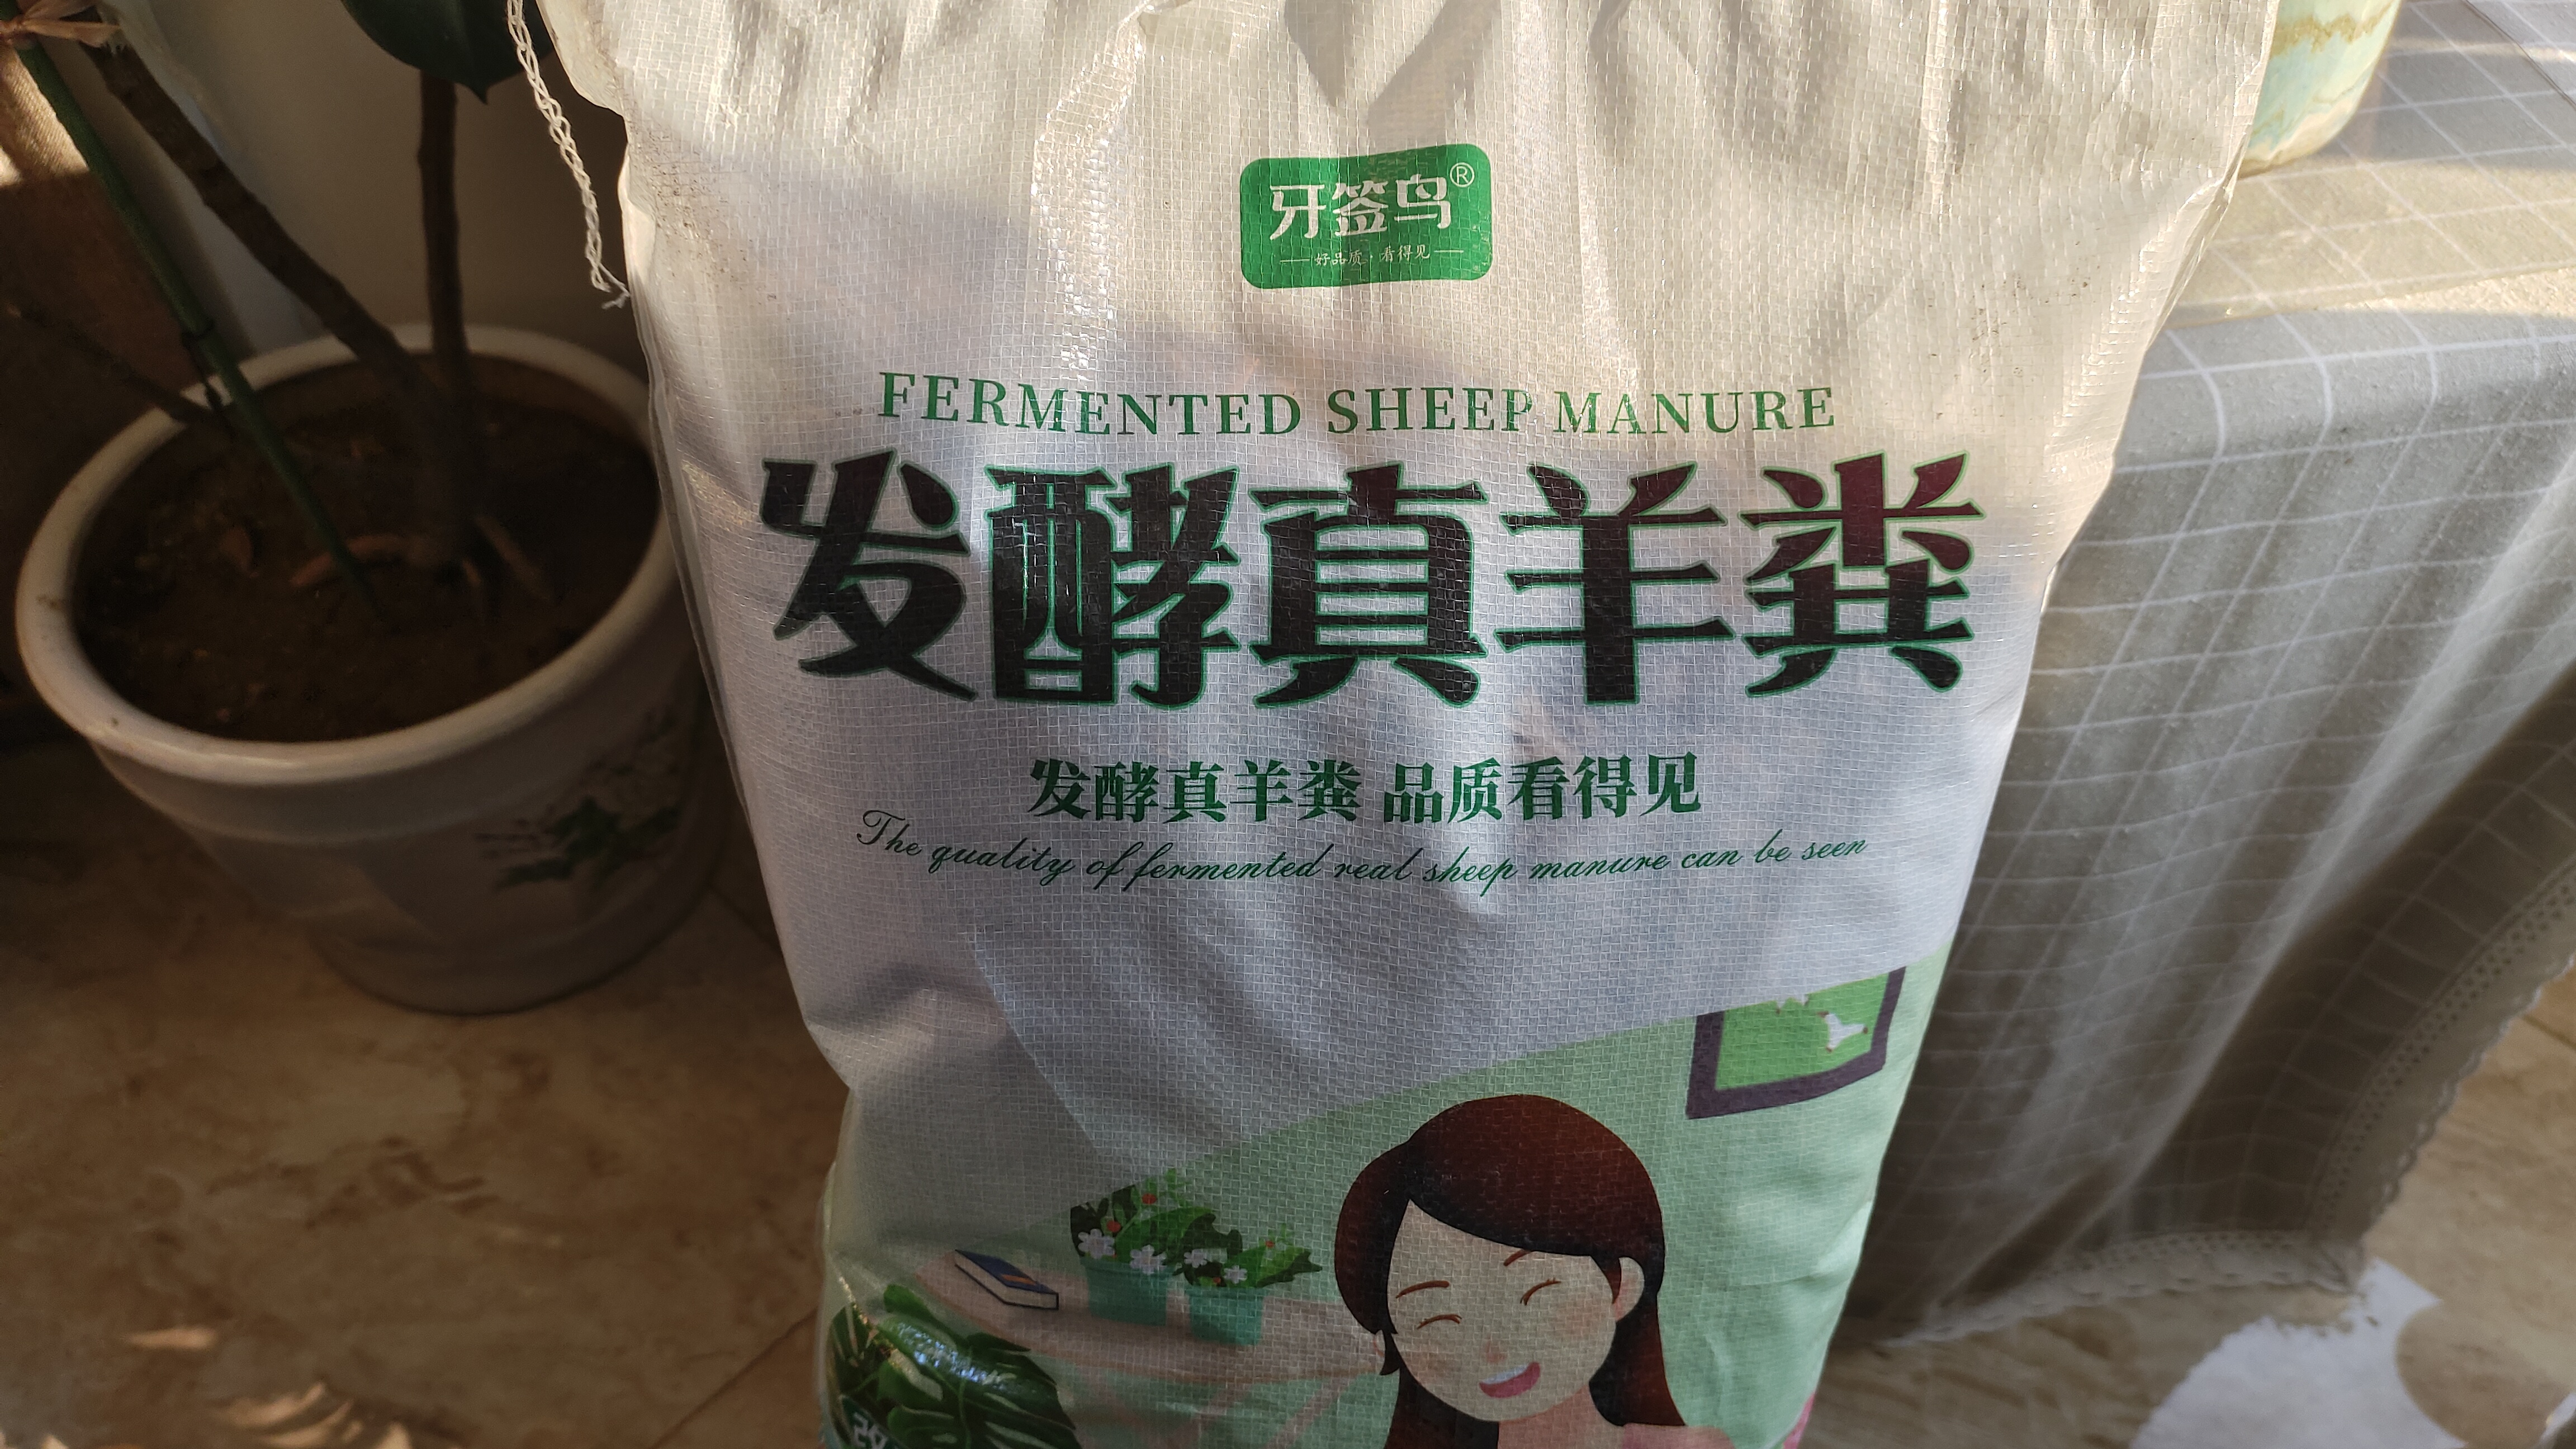 牙签鸟®
好品质·看得见
FERMENTED SHEEP MANURE
发酵真羊粪
发酵真羊粪 品质看得见
The quality of fermented real sheep manure can be seen